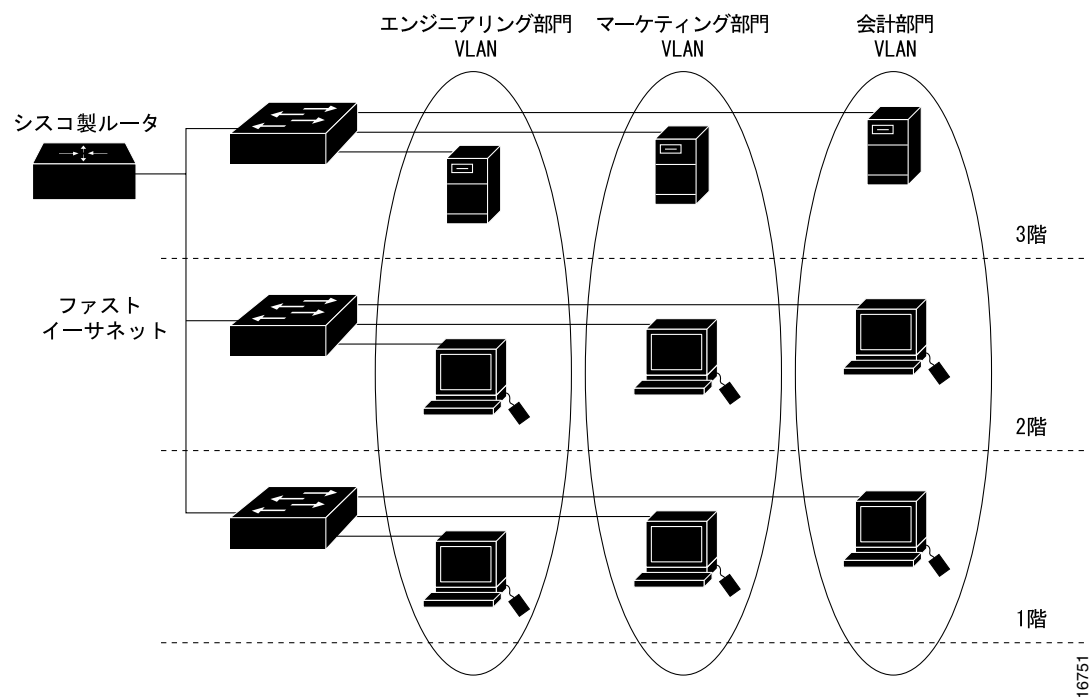 エンジニアリング部門
VLAN
マーケティング部門
VLAN
会計部門
VLAN
シスコ製ルータ
3階
ファスト
イーサネット
2階
1階
16751